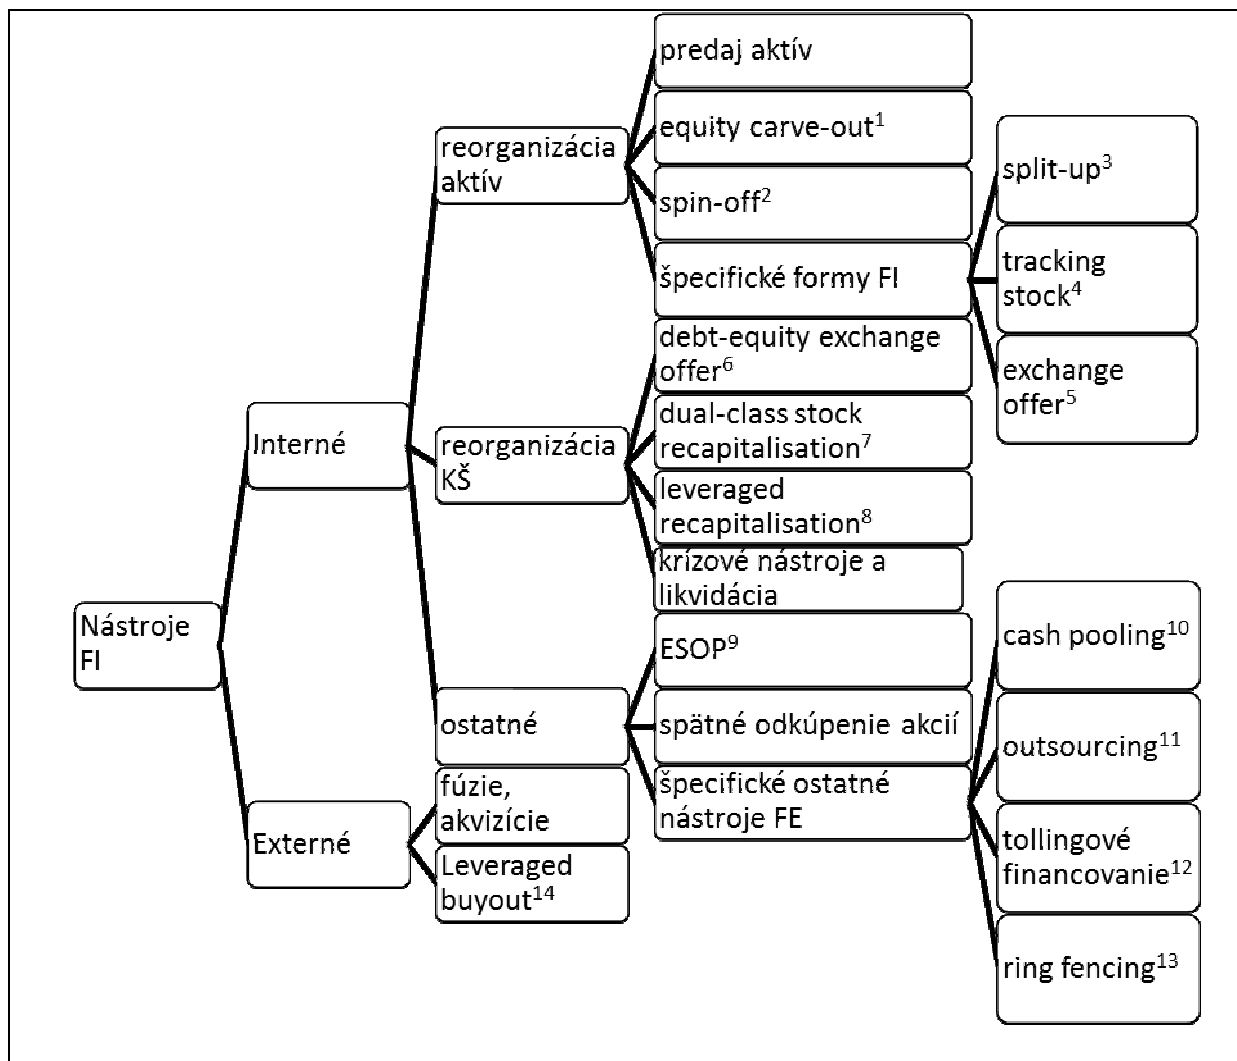 Nástroje
FI
Interné
Externé
reorganizácia
aktív
reorganizácia
KŠ
ostatné
fúzie,
akvizície
Leveraged
buyout¹⁴
predaj aktív
equity carve-out¹
spin-off²
špecifické formy FI
debt-equity exchange
offer⁶
dual-class stock
recapitalisation⁷
leveraged
recapitalisation⁸
krízové nástroje a
likvidácia
ESOP⁹
spätné odkúpenie akcií
špecifické ostatné
nástroje FE
split-up³
tracking
stock⁴
exchange
offer⁵
cash pooling¹⁰
outsourcing¹¹
tollingové
financovanie¹²
ring fencing¹³